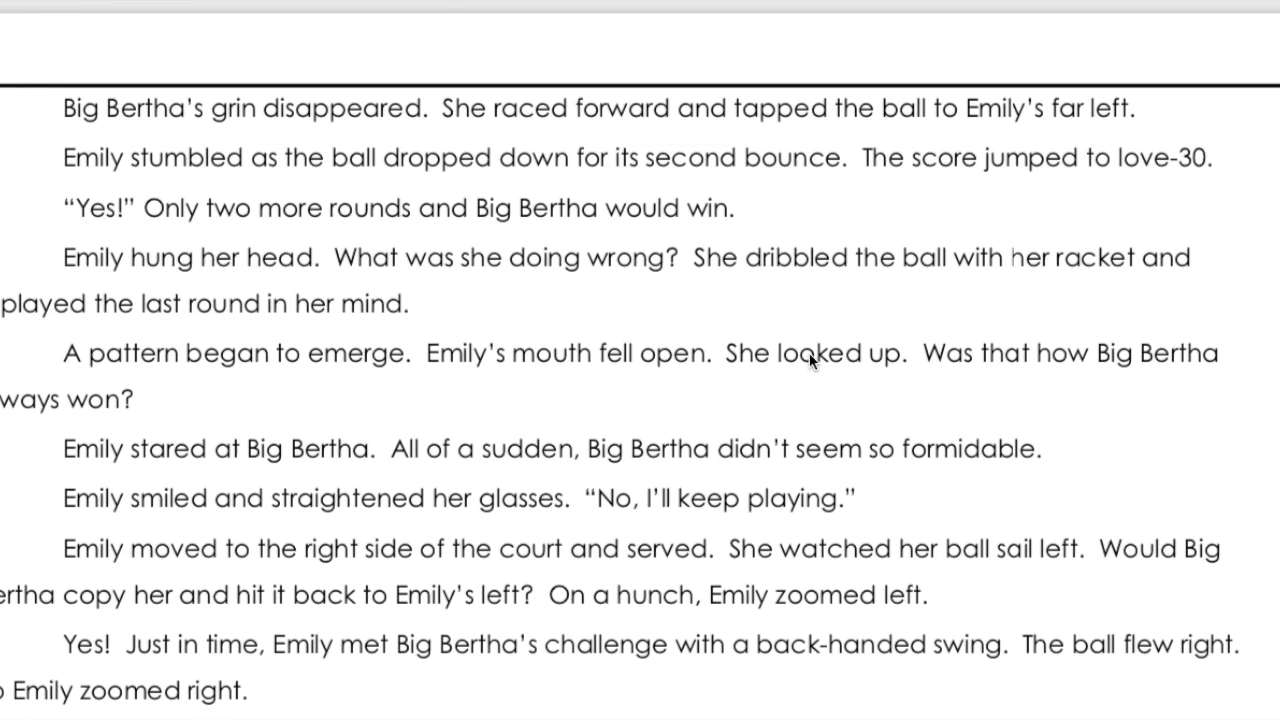 Big Bertha’s grin disappeared.  She raced forward and tapped the ball to Emily’s far left.
Emily stumbled as the ball dropped down for its second bounce.  The score jumped to love-30.
“Yes!” Only two more rounds and Big Bertha would win.
Emily hung her head.  What was she doing wrong?  She dribbled the ball with her racket and
played the last round in her mind.
A pattern began to emerge.  Emily’s mouth fell open.  She looked up.  Was that how Big Bertha
ways won?
Emily stared at Big Bertha.  All of a sudden, Big Bertha didn’t seem so formidable.
Emily smiled and straightened her glasses.  “No, I’ll keep playing.”
Emily moved to the right side of the court and served.  She watched her ball sail left.  Would Big
ertha copy her and hit it back to Emily’s left?  On a hunch, Emily zoomed left.
Yes!  Just in time, Emily met Big Bertha’s challenge with a back-handed swing.  The ball flew right.
o Emily zoomed right.